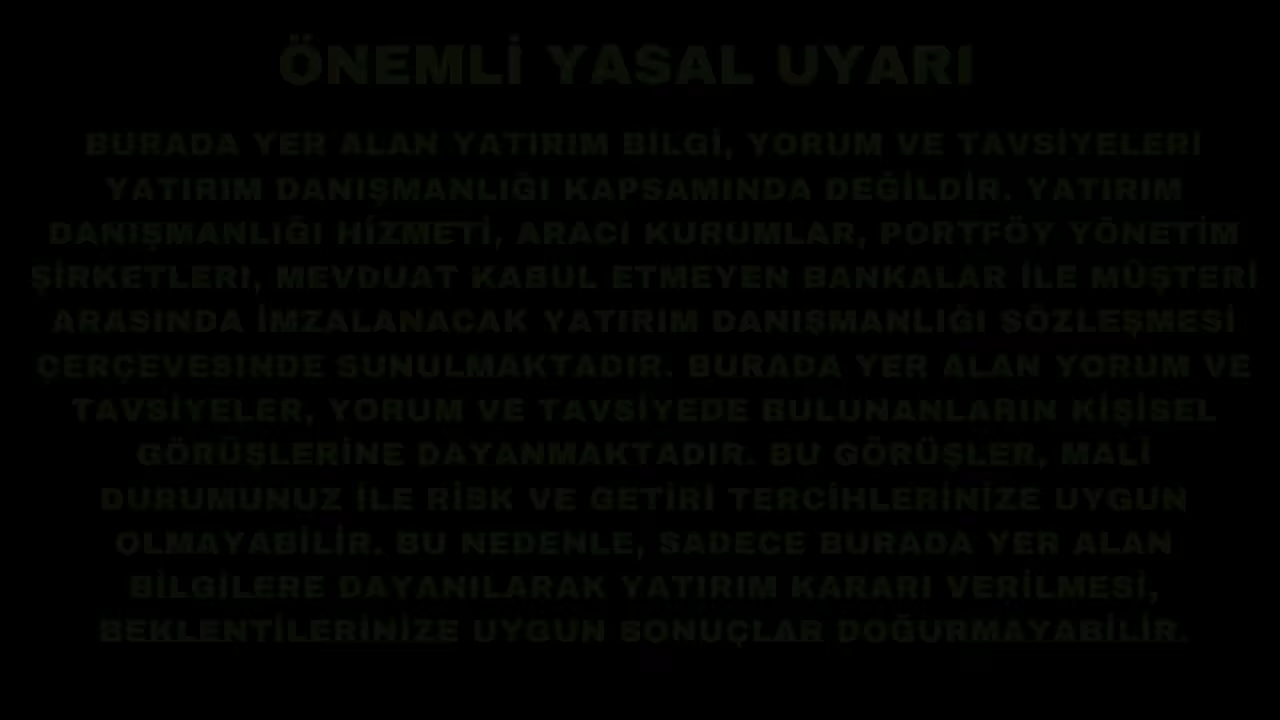 ÖNEMLİ YASAL UYARI
BURADA YER ALAN YATIRIM BİLGİ, YORUM VE TAVSİYELERI
YATIRIM DANIŞMANLIĞI KAPSAMINDA DEĞİLDİR. YATIRIM
DANIŞMANLIĞI HİZMETİ, ARACI KURUMLAR, PORTFÖY YÖNETİM
ŞİRKETLERI, MEVDUAT KABUL ETMEYEN BANKALAR İLE MÜŞTERİ
ARASINDA İMZALANACAK YATIRIM DANIŞMANLIĞI SÖZLEŞMESİ
ÇERÇEVESINDE SUNULMAKTADIR. BURADA YER ALAN YORUM VE
TAVSİYELER, YORUM VE TAVSİYEDE BULUNANLARIN KİŞİSEL
GÖRÜŞLERİNE DAYANMAKTADIR. BU GÖRÜŞLER, MALİ
DURUMUNUZ İLE RİSK VE GETİRİ TERCİHLERİNİZE UYGUN
OLMAYABİLİR. BU NEDENLE, SADECE BURADA YER ALAN
BİLGİLERE DAYANILARAK YATIRIM KARARI VERİLMESİ,
BEKLENTİLERİNİZE UYGUN SONUÇLAR DOĞURMAYABİLİR.